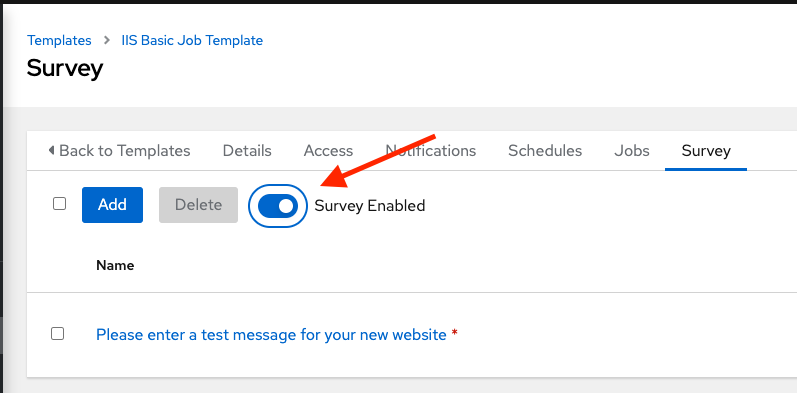 Templates > IIS Basic Job Template
Survey
Back to Templates Details Access Notifications Schedules Jobs Survey
Add Delete Survey Enabled
Name
Please enter a test message for your new website *